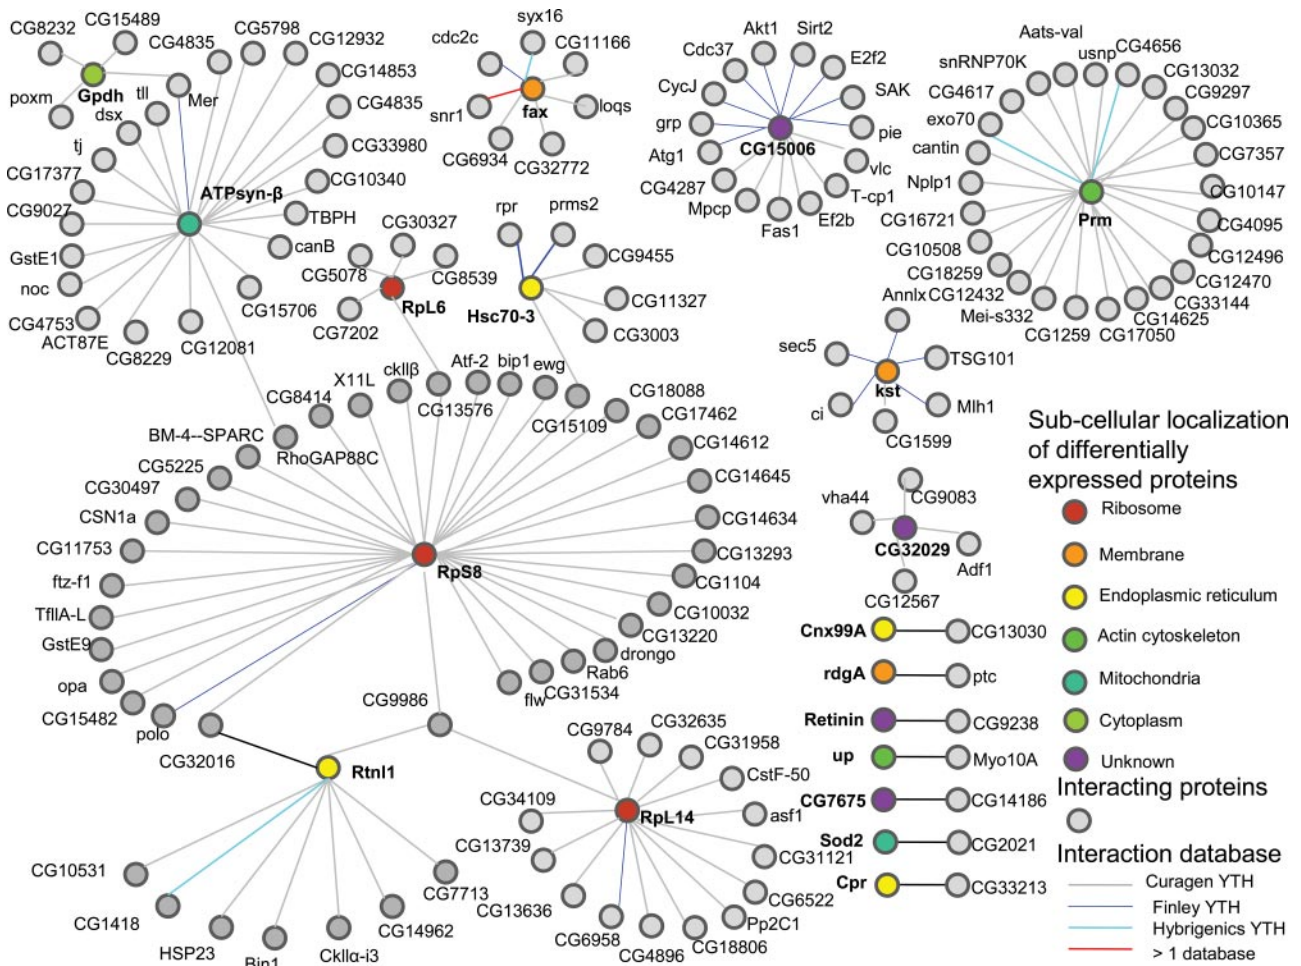 CG15489
CG8232
CG4835
CG5798
CG12932
CG14853
CG4835
CG33980
CG10340
TBPH
canB
CG15706
CG12081
CG8229
ACT87E
CG4753
noc
GstE1
CG9027
CG17377
tj
dsx
tll
Mer
Gpdh
poxm
ATPsyn-β
syx16
cdc2c
CG11166
loqs
fax
snr1
CG6934
CG32772
Akt1
Sirt2
Cdc37
E2f2
CycJ
SAK
grp
pie
CG15006
Atg1
vlc
CG4287
T-cp1
Mpcp
Ef2b
Fas1
Aats-val
usnp
CG4656
snRNP70K
CG13032
CG4617
CG9297
exo70
CG10365
cantin
CG7357
Nplp1
CG10147
Prm
CG16721
CG4095
CG10508
CG12496
CG18259
CG12470
CG12432
CG33144
Mei-s332
CG14625
CG1259
CG17050
CG30327
CG5078
CG8539
RpL6
CG7202
rpr
prms2
CG9455
Hsc70-3
CG11327
CG3003
Annlx
sec5
TSG101
kst
ci
Mlh1
CG1599
Atf-2
bip1
ewg
ckllβ
X11L
CG13576
CG15109
CG18088
CG8414
CG17462
BM-4--SPARC
RhoGAP88C
CG14612
CG5225
CG14645
CG30497
CSN1a
CG14634
CG11753
CG13293
RpS8
ftz-f1
CG1104
TfllA-L
CG10032
GstE9
CG13220
drongo
opa
Rab6
CG31534
flw
CG15482
polo
CG9986
CG32016
Rtnl1
CG10531
CG1418
HSP23
Bin1
Ckllα-i3
CG14962
CG7713
CG9784
CG32635
CG31958
CstF-50
CG34109
RpL14
asf1
CG13739
CG31121
CG13636
CG6522
CG6958
Pp2C1
CG4896
CG18806
vha44
CG9083
CG32029
Adf1
CG12567
Cnx99A
CG13030
rdgA
ptc
Retinin
CG9238
up
Myo10A
CG7675
CG14186
Sod2
CG2021
Cpr
CG33213
Sub-cellular localization
of differentially
expressed proteins
Ribosome
Membrane
Endoplasmic reticulum
Actin cytoskeleton
Mitochondria
Cytoplasm
Unknown
Interacting proteins
Interaction database
Curagen YTH
Finley YTH
Hybrigenics YTH
> 1 database